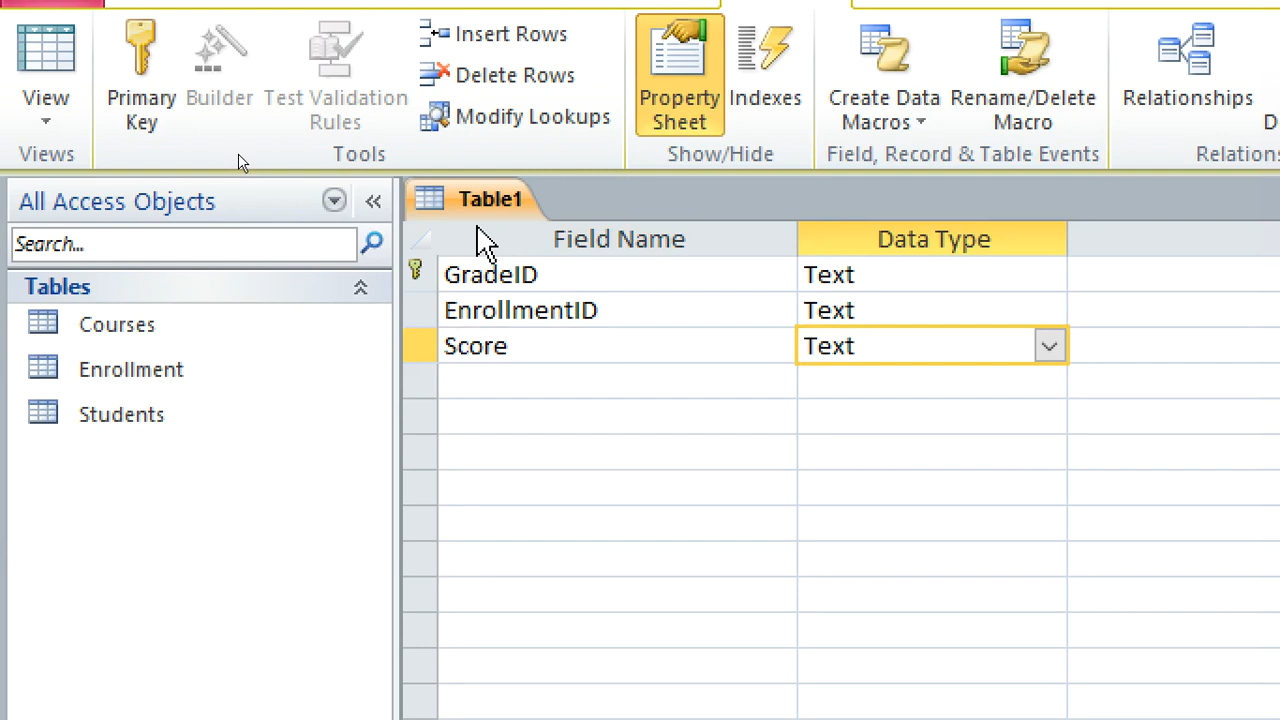 View
Primary
Key
Builder
Test Validation
Rules
Insert Rows
Delete Rows
Modify Lookups
Property
Sheet
Indexes
Create Data
Macros
Rename/Delete
Macro
Relationships
D
Views
Tools
Show/Hide
Field, Record & Table Events
Relations
All Access Objects
Search...
Tables
Courses
Enrollment
Students
Table1
Field Name Data Type
GradeID Text
EnrollmentID Text
Score Text